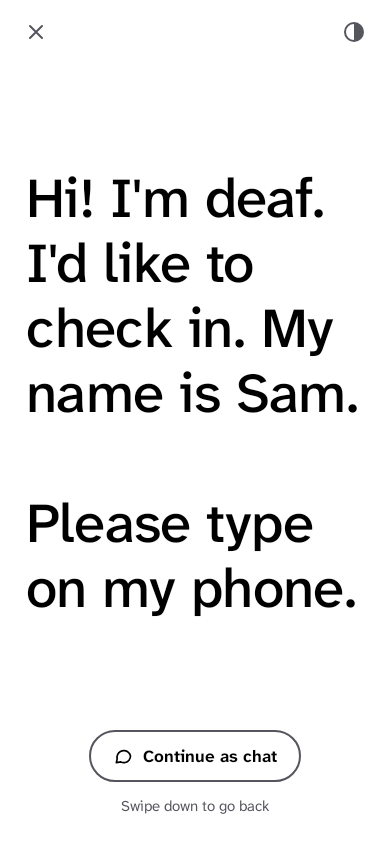 Hi! I'm deaf.
I'd like to
check in. My
name is Sam.
Please type
on my phone.
Continue as chat
Swipe down to go back